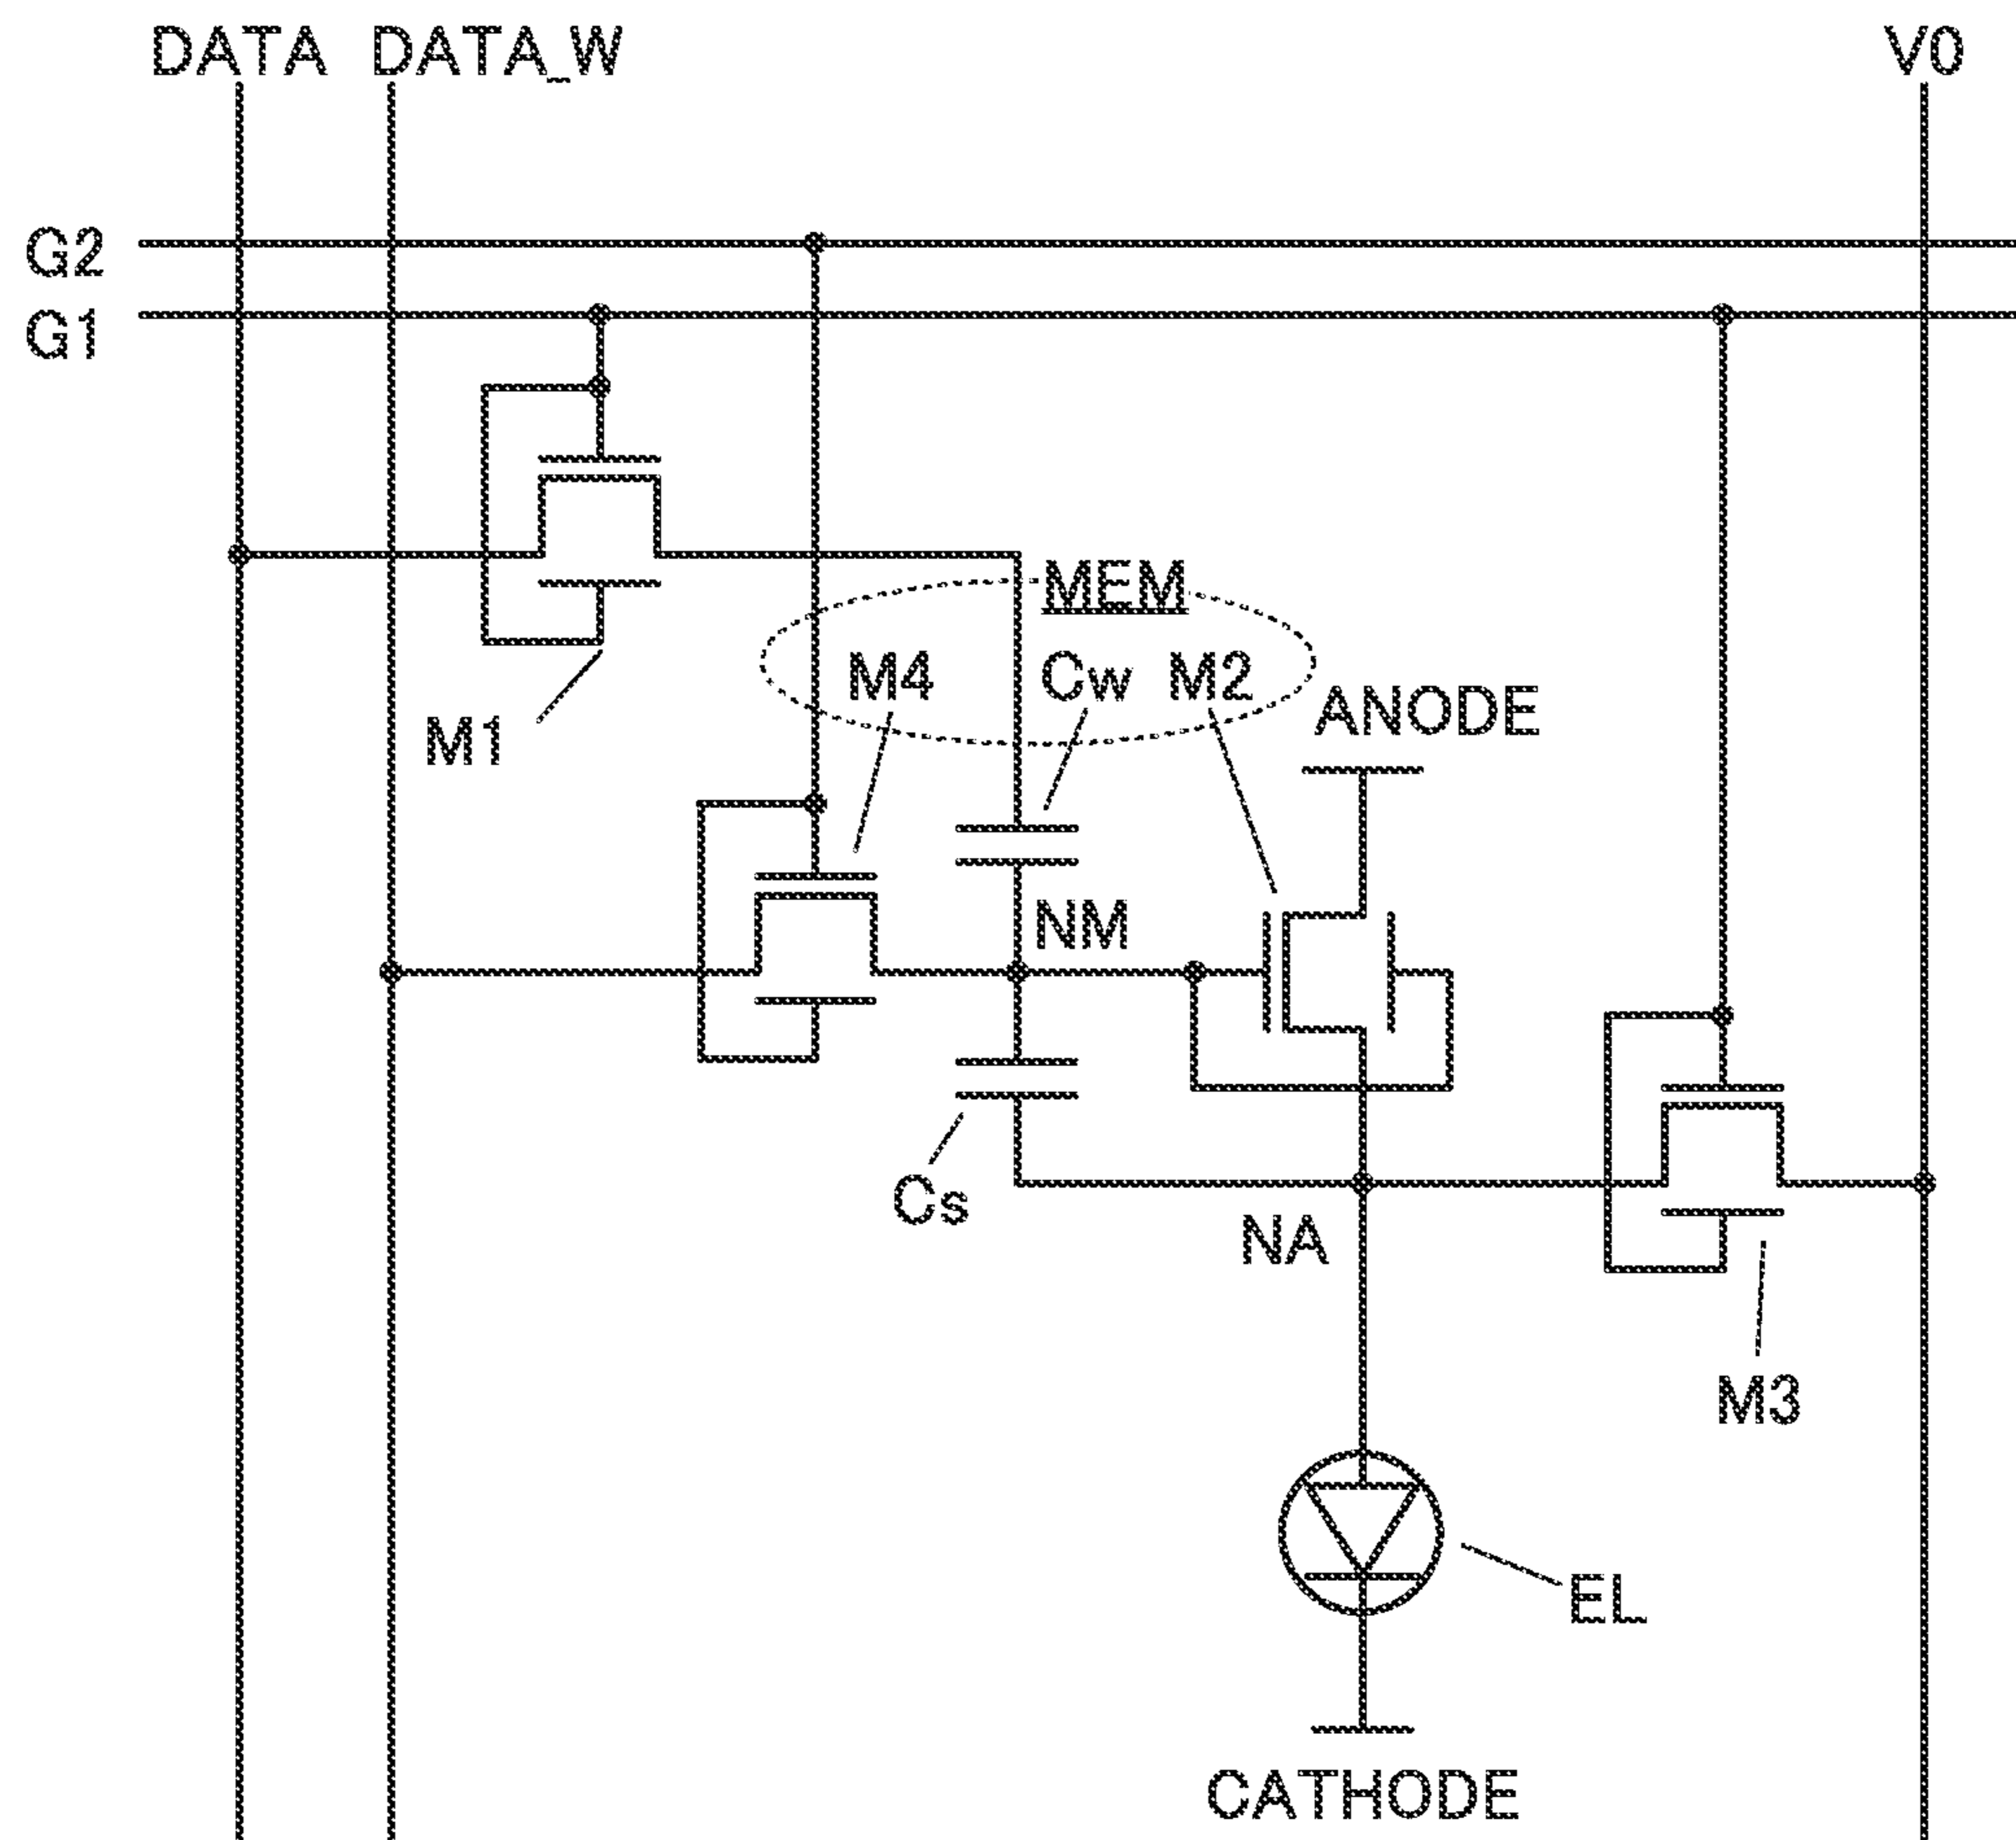 DATA DATA_W V0
G2
G1
MEM
M4 Cw M2
ANODE
M1
NM
Cs
NA
M3
EL
CATHODE